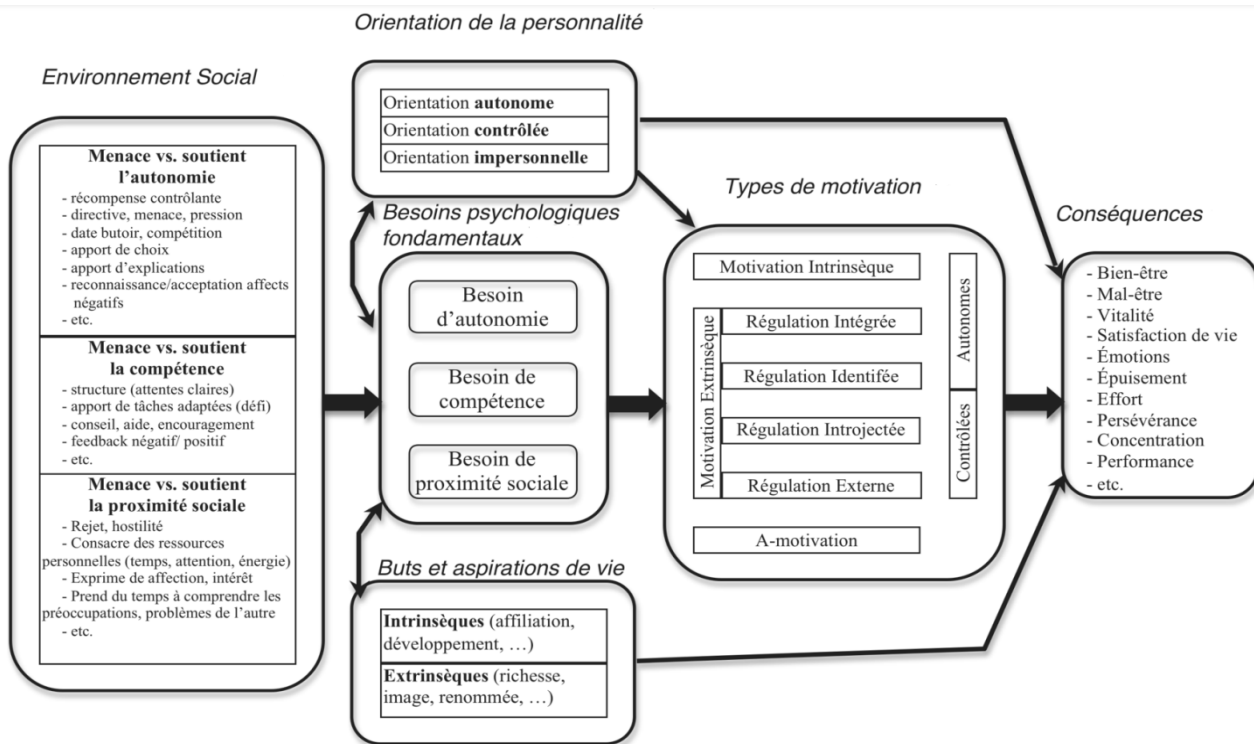 Orientation de la personnalité
Environnement Social
Orientation autonome
Orientation contrôlée
Orientation impersonnelle
Menace vs. soutient
l'autonomie
- récompense contrôlante
- directive, menace, pression
- date butoir, compétition
- apport de choix
- apport d'explications
- reconnaissance/acceptation affects
négatifs
- etc.
Menace vs. soutient
la compétence
- structure (attentes claires)
- apport de tâches adaptées (défi)
- conseil, aide, encouragement
- feedback négatif/ positif
- etc.
Menace vs. soutient
la proximité sociale
- Rejet, hostilité
- Consacre des ressources
personnelles (temps, attention, énergie)
- Exprime de affection, intérêt
- Prend du temps à comprendre les
préoccupations, problèmes de l'autre
- etc.
Besoins psychologiques
fondamentaux
Besoin
d'autonomie
Besoin de
compétence
Besoin de
proximité sociale
Buts et aspirations de vie
Intrinsèques (affiliation,
développement, …)
Extrinsèques (richesse,
image, renommée, …)
Types de motivation
Motivation Intrinsèque
Motivation Extrinsèque
Régulation Intégrée
Régulation Identifée
Régulation Introjectée
Régulation Externe
A-motivation
Autonomes
Contrôlées
Conséquences
- Bien-être
- Mal-être
- Vitalité
- Satisfaction de vie
- Émotions
- Épuisement
- Effort
- Persévérance
- Concentration
- Performance
- etc.